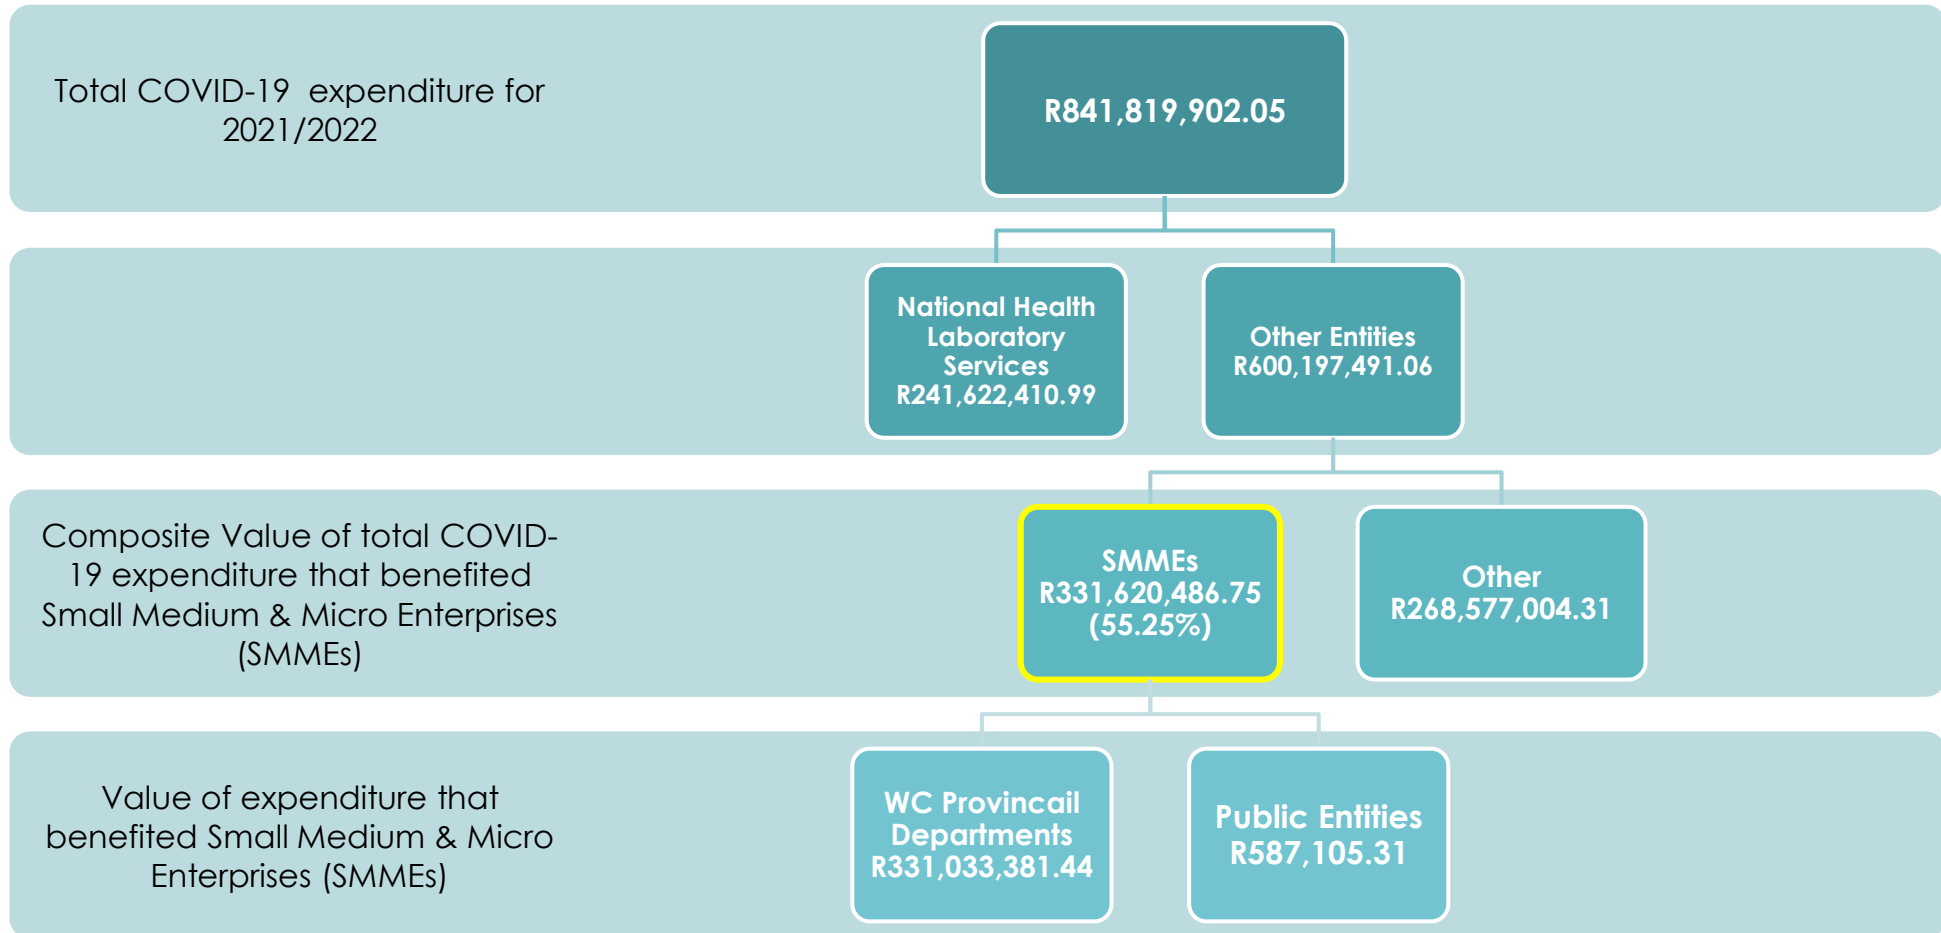 Total COVID-19 expenditure for
2021/2022
R841,819,902.05
National Health
Laboratory
Services
R241,622,410.99
Other Entities
R600,197,491.06
Composite Value of total COVID-
19 expenditure that benefited
Small Medium & Micro Enterprises
(SMMEs)
SMMEs
R331,620,486.75
(55.25%)
Other
R268,577,004.31
Value of expenditure that
benefited Small Medium & Micro
Enterprises (SMMEs)
WC Provincail
Departments
R331,033,381.44
Public Entities
R587,105.31